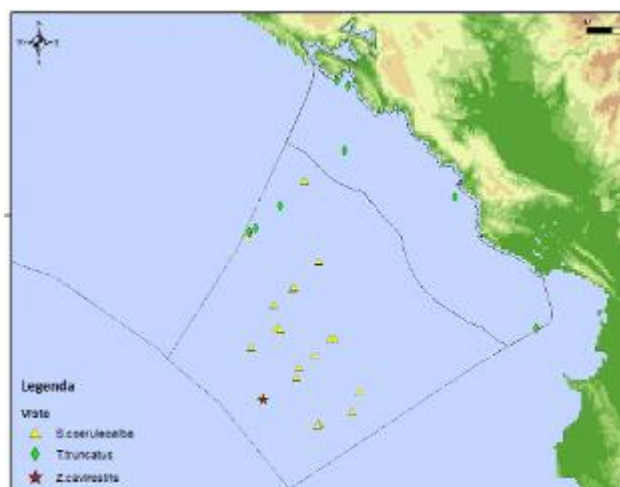 Legenda
Vrste
S.coeruleoalba
T.truncatus
Z.cavirostris